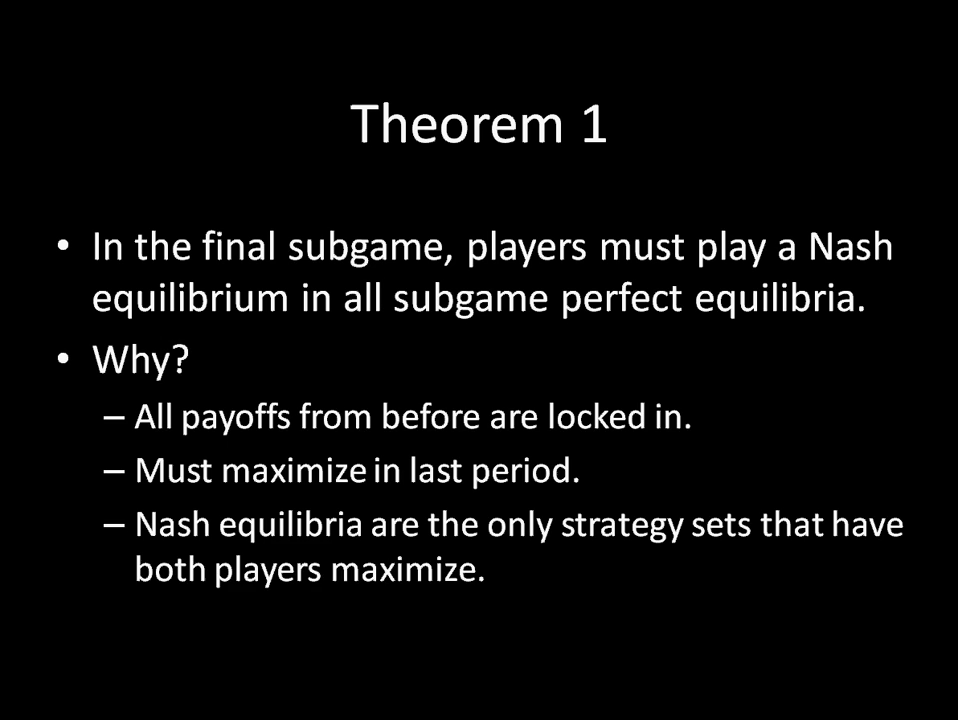 Theorem 1
• In the final subgame, players must play a Nash
equilibrium in all subgame perfect equilibria.
• Why?
– All payoffs from before are locked in.
– Must maximize in last period.
– Nash equilibria are the only strategy sets that have
both players maximize.